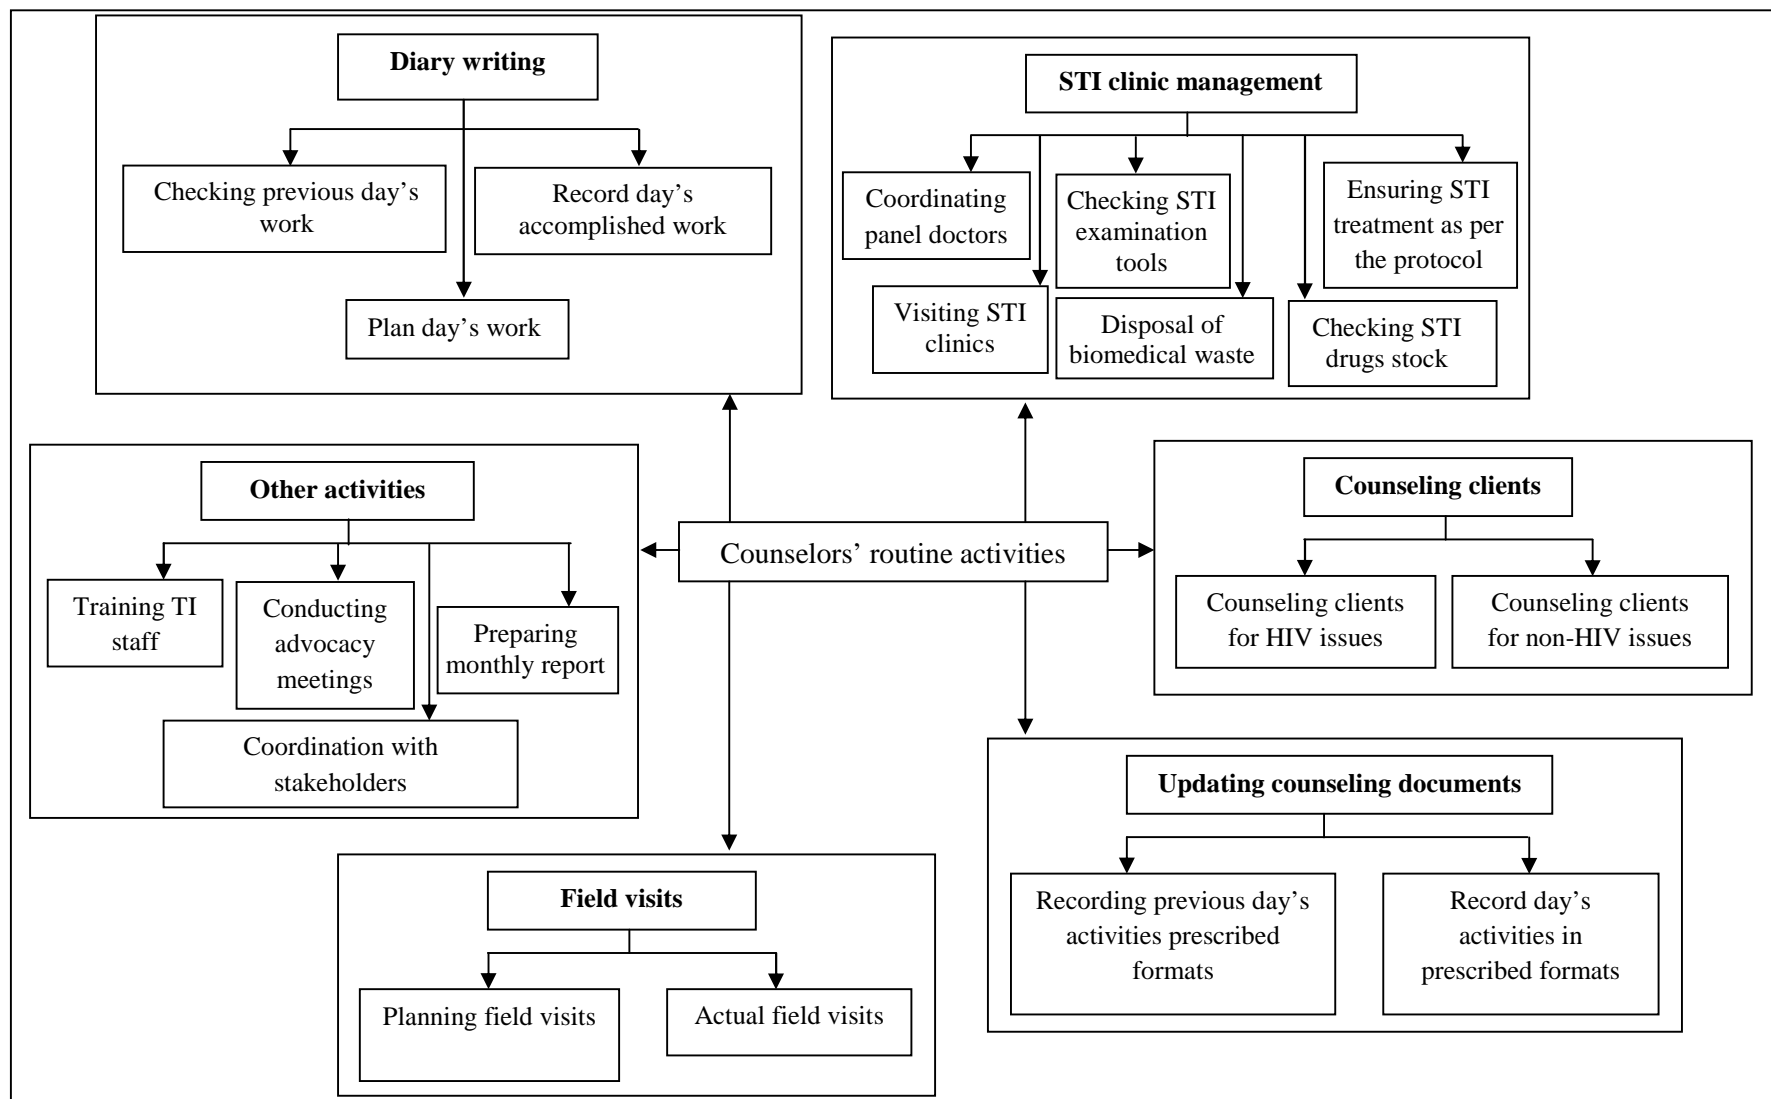 Diary writing
Checking previous day’s
work
Record day’s
accomplished work
Plan day’s work
STI clinic management
Coordinating
panel doctors
Checking STI
examination
tools
Ensuring STI
treatment as per
the protocol
Visiting STI
clinics
Disposal of
biomedical waste
Checking STI
drugs stock
Other activities
Training TI
staff
Conducting
advocacy
meetings
Preparing
monthly report
Coordination with
stakeholders
Counselors’ routine activities
Counseling clients
Counseling clients
for HIV issues
Counseling clients
for non-HIV issues
Field visits
Planning field visits
Actual field visits
Updating counseling documents
Recording previous day’s
activities prescribed
formats
Record day’s
activities in
prescribed formats